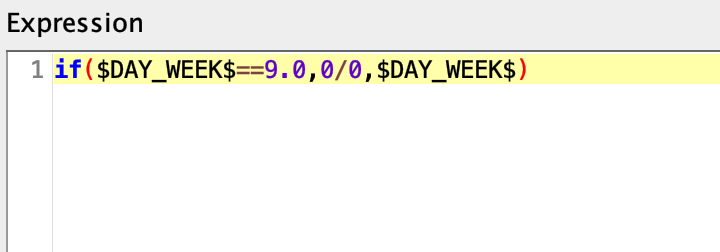 Expression
1 if($DAY_WEEK$==9.0,0/0,$DAY_WEEK$)